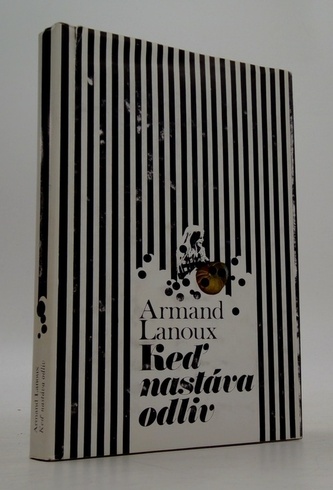 Armand
Lanoux
Keď
nastáva
odliv
Armand Lanoux
Keď nastáva odliv